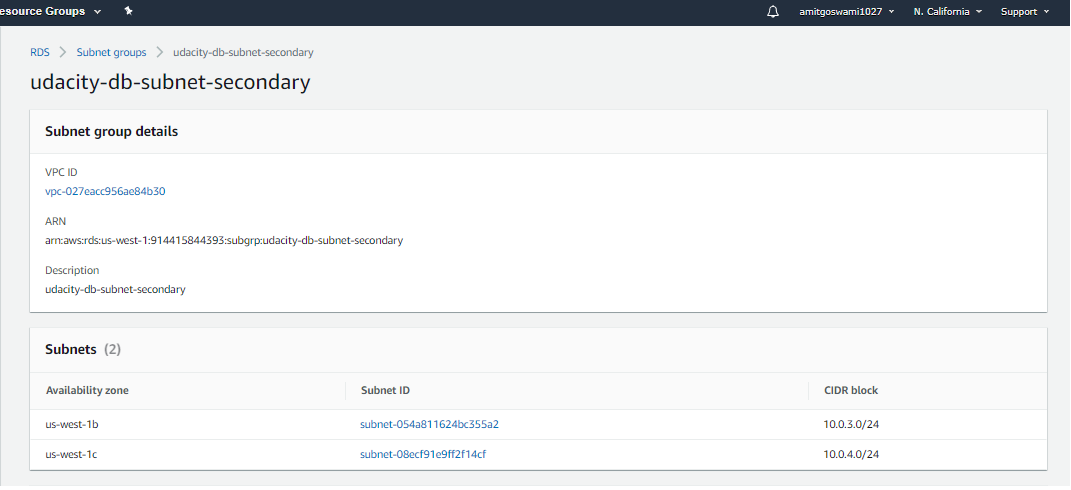 esource Groups amitgoswami1027 N. California Support
RDS Subnet groups udacity-db-subnet-secondary
udacity-db-subnet-secondary
Subnet group details
VPC ID
vpc-027eacc956ae84b30
ARN
arn:aws:rds:us-west-1:914415844393:subgrp:udacity-db-subnet-secondary
Description
udacity-db-subnet-secondary
Subnets (2)
Availability zone Subnet ID CIDR block
us-west-1b subnet-054a811624bc355a2 10.0.3.0/24
us-west-1c subnet-08ecf91e9ff2f14cf 10.0.4.0/24